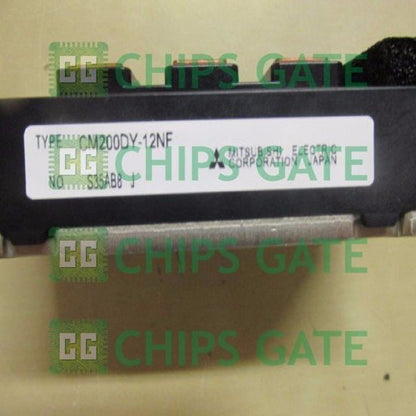 CHIPS GATE
TYPE CM200DY-12NF
MITSUBISHI ELECTRIC
CORPORATION JAPAN
NO. S35AB8 J
CHIPS GATE
CHIPS GATE
CHIPS GATE